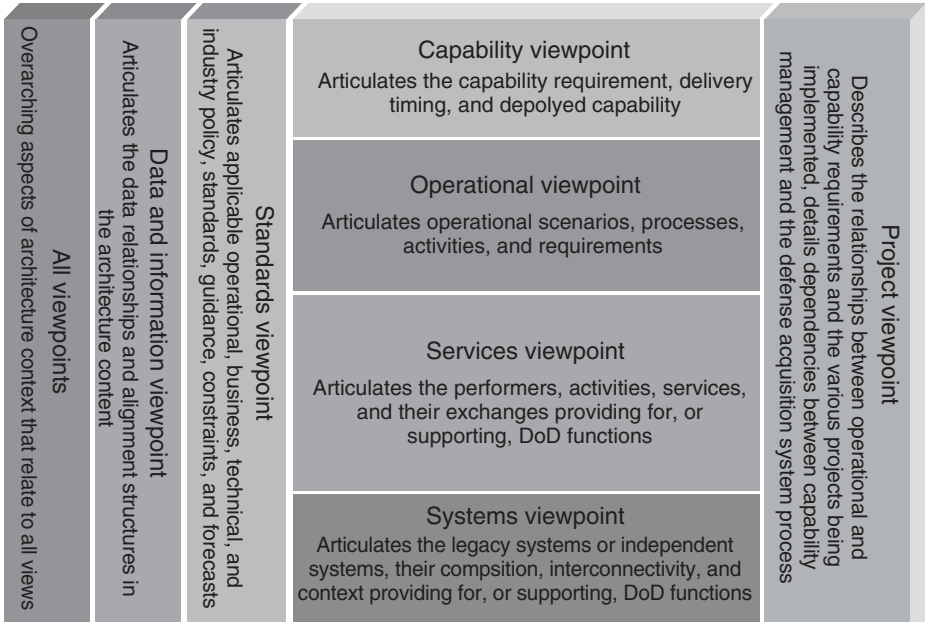 All viewpoints
Overarching aspects of architecture context that relate to all views
Data and information viewpoint
Articulates the data relationships and alignment structures in
the architecture content
Standards viewpoint
Articulates applicable operational, business, technical, and
industry policy, standards, guidance, constraints, and forecasts
Capability viewpoint
Articulates the capability requirement, delivery
timing, and depolyed capability
Operational viewpoint
Articulates operational scenarios, processes,
activities, and requirements
Services viewpoint
Articulates the performers, activities, services,
and their exchanges providing for, or
supporting, DoD functions
Systems viewpoint
Articulates the legacy systems or independent
systems, their compsition, interconnectivity, and
context providing for, or supporting, DoD functions
Project viewpoint
Describes the relationships between operational and
capability requirements and the various projects being
implemented, details dependencies between capability
management and the defense acquisition system process